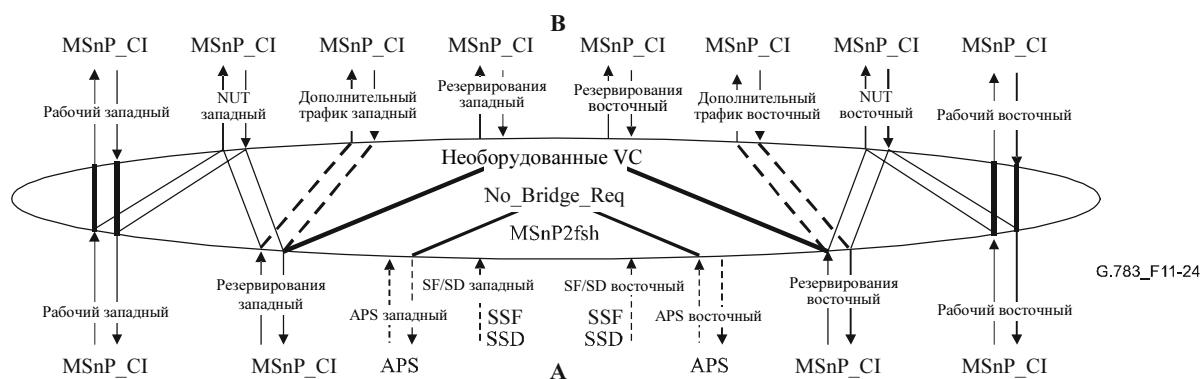 B
MSnP_CI MSnP_CI MSnP_CI MSnP_CI MSnP_CI MSnP_CI MSnP_CI MSnP_CI
Рабочий западный
NUT
западный
Дополнительный
трафик западный
Резервирования
западный
Резервирования
восточный
Дополнительный
трафик восточный
NUT
восточный
Рабочий восточный
Необорудованные VC
No_Bridge_Req
MSnP2fsh
G.783_F11-24
Рабочий западный
Резервирования
западный
APS западный
SF/SD западный
SSF
SSD
SF/SD восточный
SSF
SSD
APS восточный
Резервирования
восточный
Рабочий восточный
MSnP_CI MSnP_CI APS APS MSnP_CI MSnP_CI
A